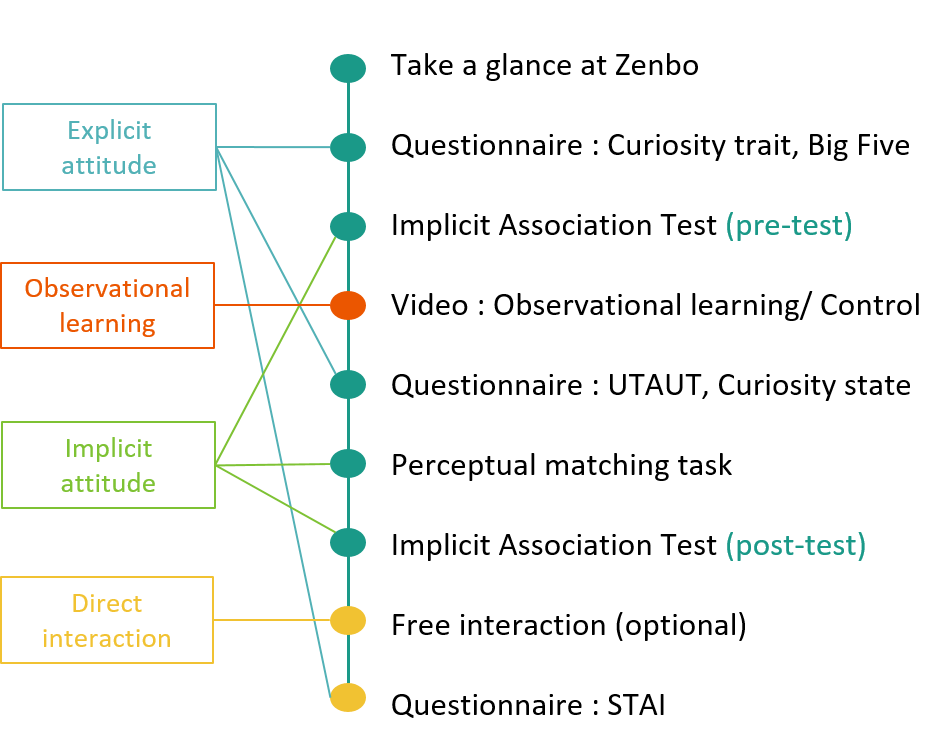 Explicit
attitude
Observational
learning
Implicit
attitude
Direct
interaction
Take a glance at Zenbo
Questionnaire : Curiosity trait, Big Five
Implicit Association Test (pre-test)
Video : Observational learning/ Control
Questionnaire : UTAUT, Curiosity state
Perceptual matching task
Implicit Association Test (post-test)
Free interaction (optional)
Questionnaire : STAI